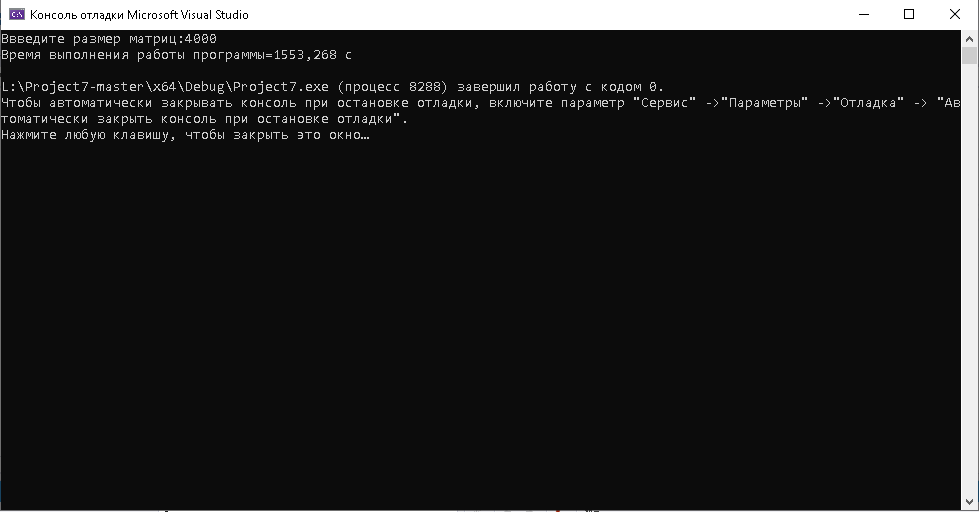 Консоль отладки Microsoft Visual Studio
Ввведите размер матриц:4000
Время выполнения работы программы=1553,268 с
L:\Project7-master\x64\Debug\Project7.exe (процесс 8288) завершил работу с кодом 0.
Чтобы автоматически закрывать консоль при остановке отладки, включите параметр "Сервис" ->"Параметры" ->"Отладка" -> "Ав
томатически закрыть консоль при остановке отладки".
Нажмите любую клавишу, чтобы закрыть это окно…